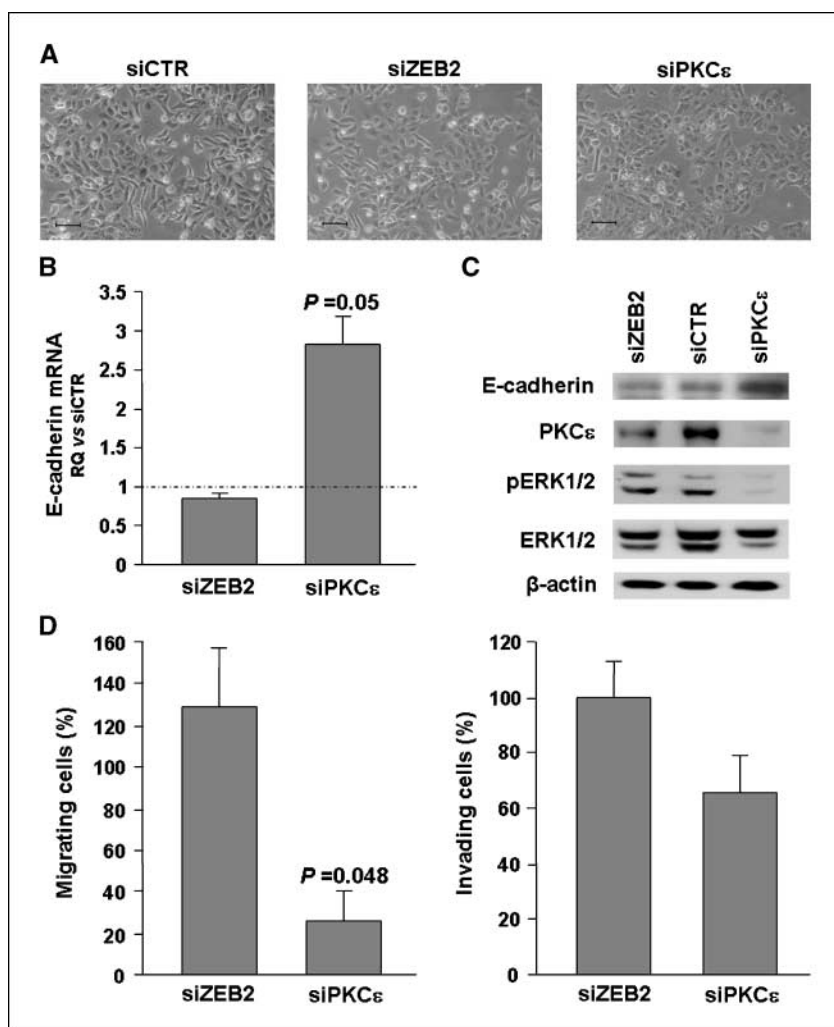 A
siCTR
siZEB2
siPKCε
B
E-cadherin mRNA
RQ vs siCTR
3.5
3
2.5
2
1.5
1
0.5
0
P =0.05
siZEB2
siPKCε
C
siZEB2
siCTR
siPKCε
E-cadherin
PKCε
pERK1/2
ERK1/2
β-actin
D
Migrating cells (%)
160
140
120
100
80
60
40
20
0
P =0.048
siZEB2
siPKCε
Invading cells (%)
120
100
80
60
40
20
0
siZEB2
siPKCε